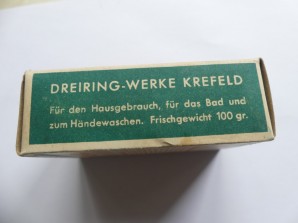 DREIRING-WERKE KREFELD
Für den Hausgebrauch, für das Bad und
zum Händewaschen. Frischgewicht 100 gr.